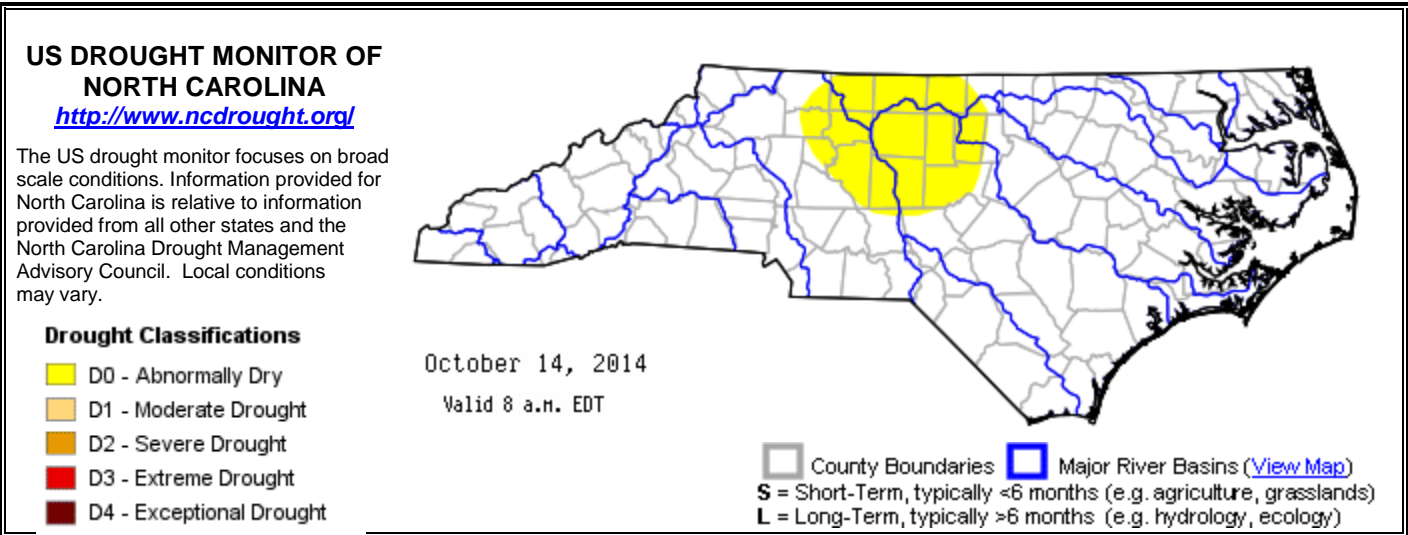 US DROUGHT MONITOR OF
NORTH CAROLINA
http://www.ncdrought.org/
The US drought monitor focuses on broad
scale conditions. Information provided for
North Carolina is relative to information
provided from all other states and the
North Carolina Drought Management
Advisory Council.  Local conditions
may vary.
Drought Classifications
D0 - Abnormally Dry
D1 - Moderate Drought
D2 - Severe Drought
D3 - Extreme Drought
D4 - Exceptional Drought
October 14, 2014
Valid 8 a.m. EDT
County Boundaries   Major River Basins (View Map)
S = Short-Term, typically <6 months (e.g. agriculture, grasslands)
L = Long-Term, typically >6 months (e.g. hydrology, ecology)